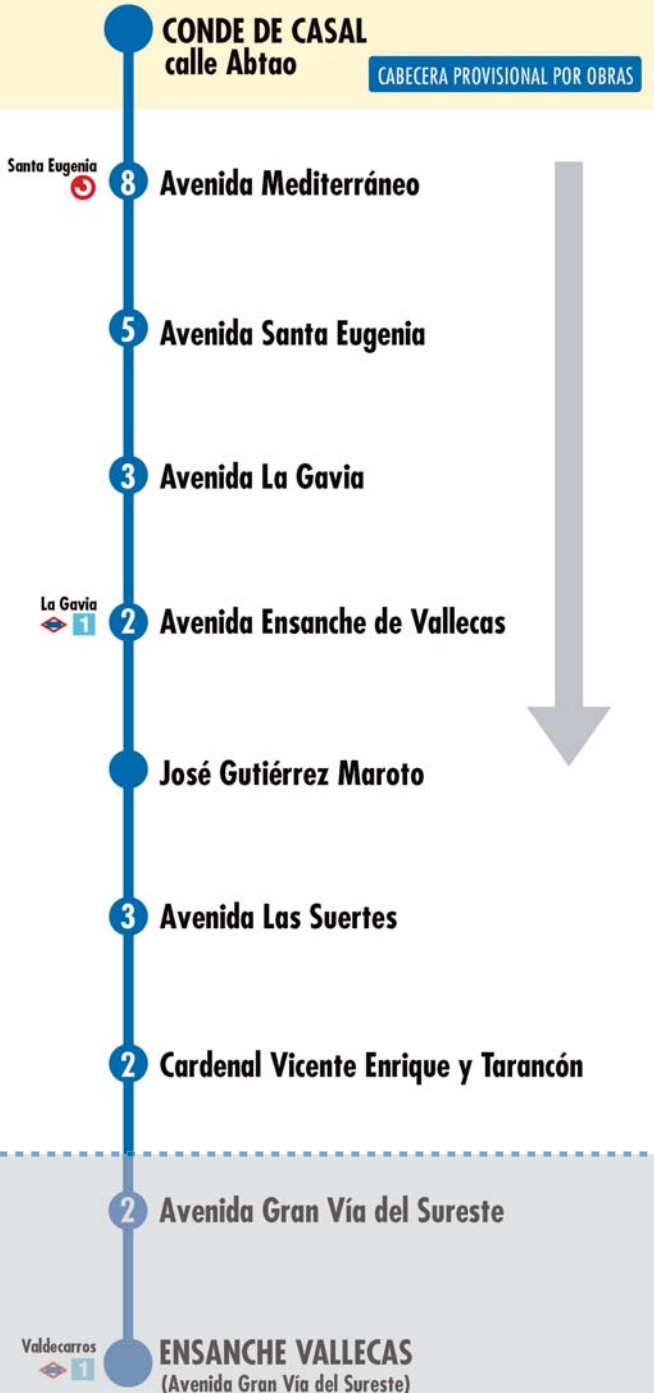 CONDE DE CASAL
calle Abtao
CABECERA PROVISIONAL POR OBRAS
Santa Eugenia
8 Avenida Mediterráneo
5 Avenida Santa Eugenia
3 Avenida La Gavia
La Gavia
1
2 Avenida Ensanche de Vallecas
José Gutiérrez Maroto
3 Avenida Las Suertes
2 Cardenal Vicente Enrique y Tarancón
2 Avenida Gran Vía del Sureste
Valdecarros
1
ENSANCHE VALLECAS
(Avenida Gran Vía del Sureste)